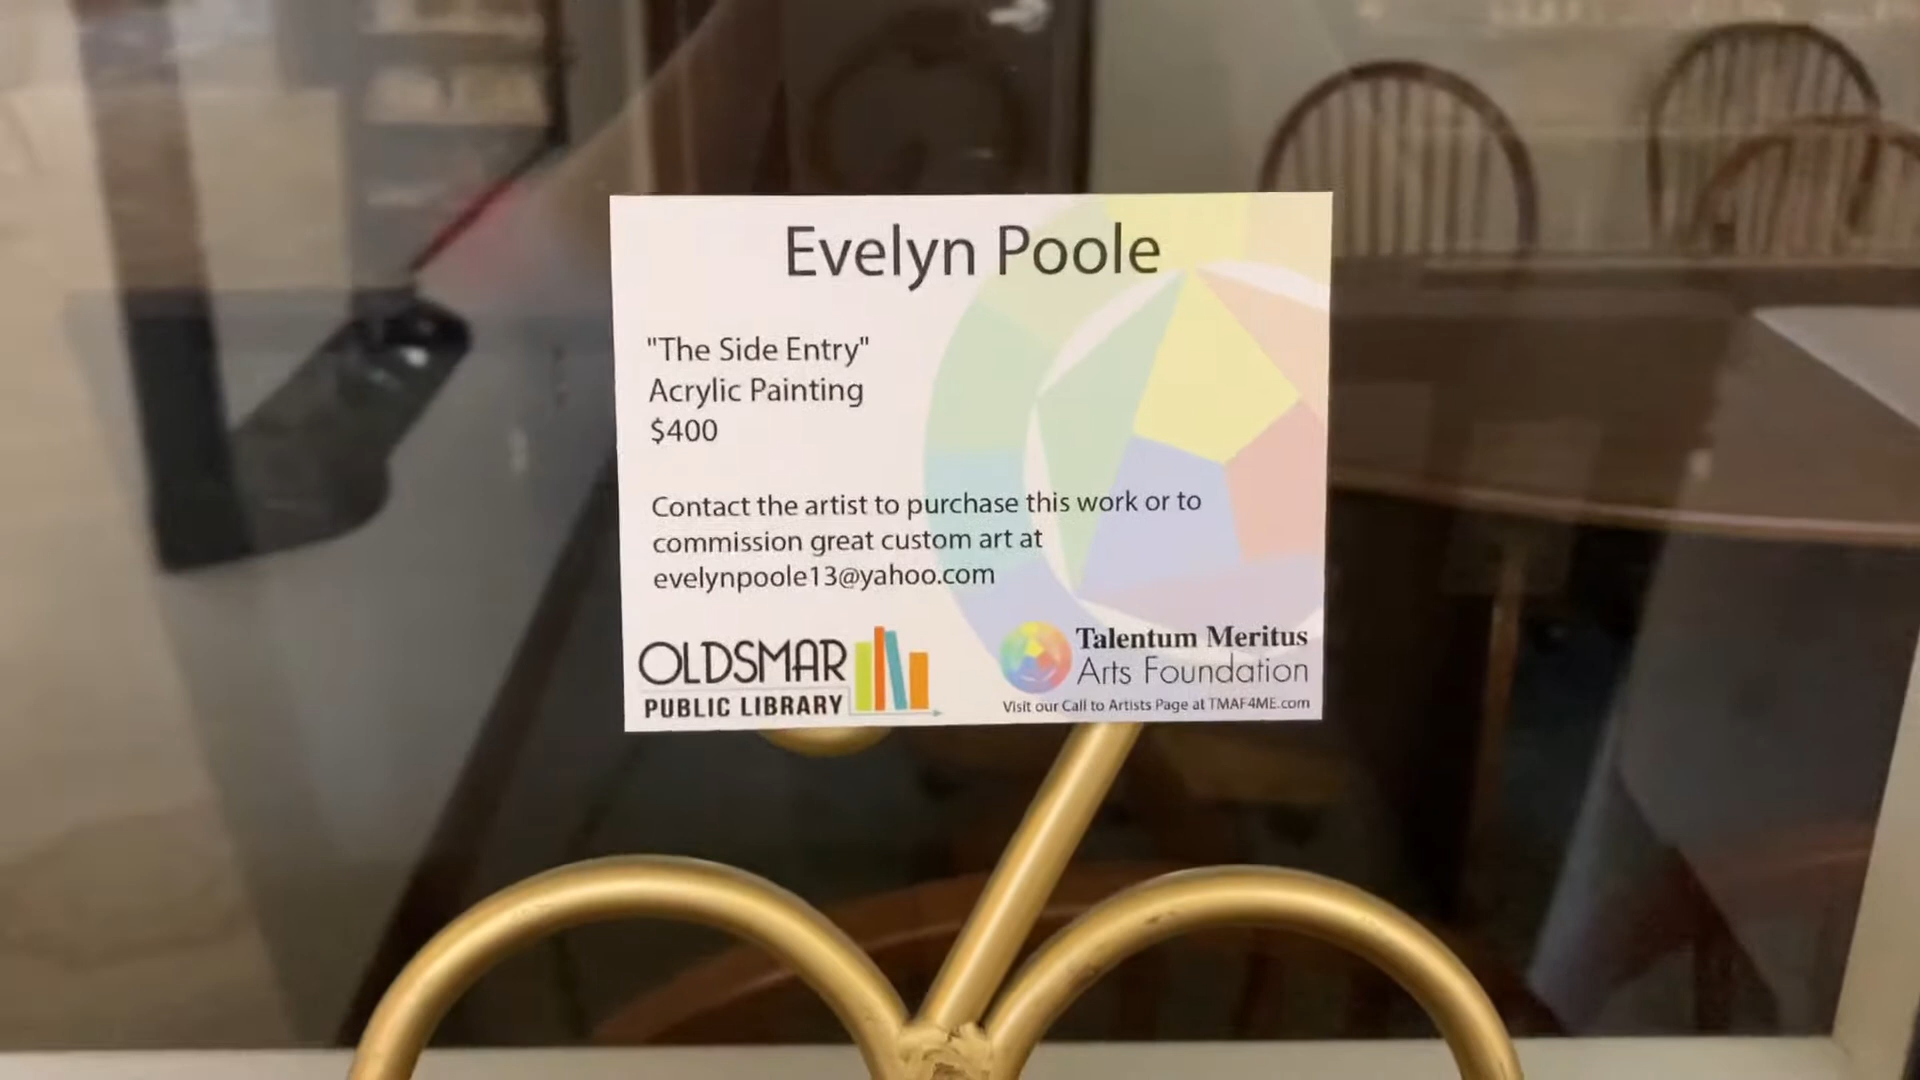 Evelyn Poole
"The Side Entry"
Acrylic Painting
$400
Contact the artist to purchase this work or to
commission great custom art at
evelynpoole13@yahoo.com
OLDSMAR
PUBLIC LIBRARY
Talentum Meritus
Arts Foundation
Visit our Call to Artists Page at TMAF4ME.com